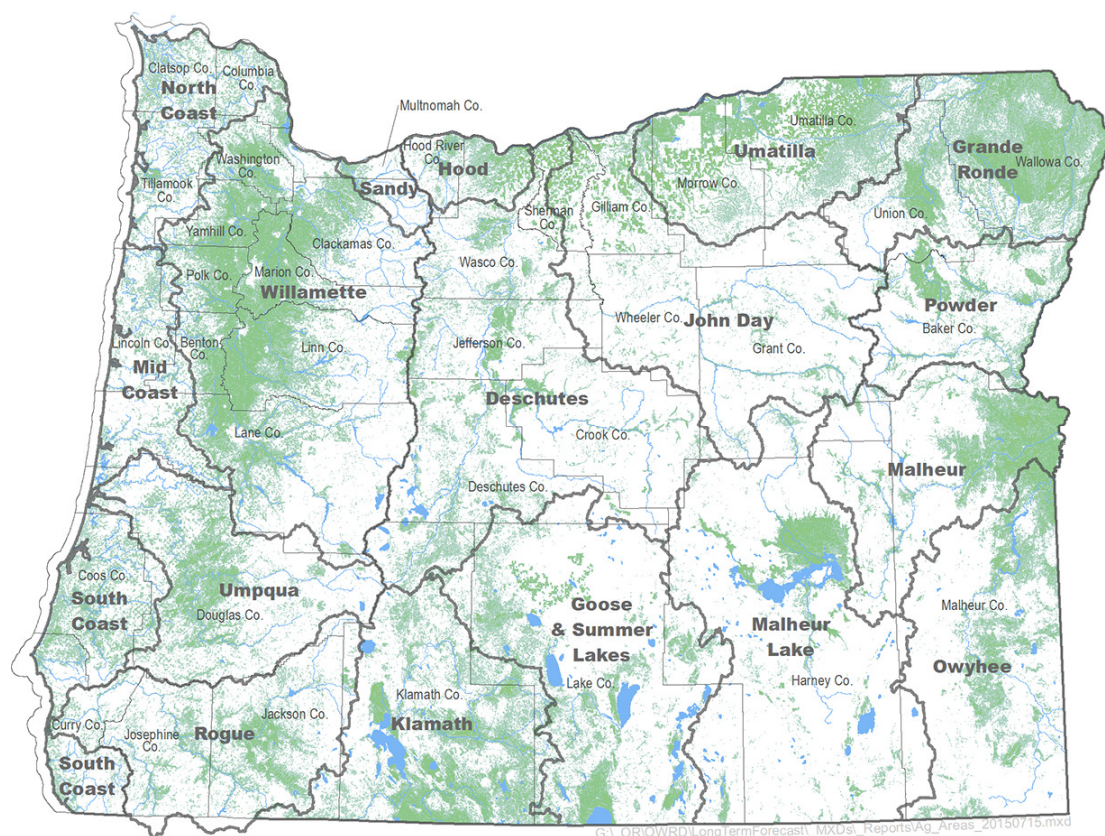 Clatsop Co.
Columbia
Co.
North
Coast
Multnomah Co.
Hood River
Co.
Hood
Washington
Co.
Tillamook
Co.
Sandy
Sherman
Co.
Gilliam Co.
Umatilla Co.
Umatilla
Morrow Co.
Grande
Ronde
Wallowa Co.
Union Co.
Yamhill Co.
Clackamas Co.
Polk Co.
Marion Co.
Willamette
Wasco Co.
Powder
Baker Co.
Lincoln Co.
Mid
Coast
Benton
Co.
Linn Co.
Jefferson Co.
Wheeler Co.
John Day
Grant Co.
Deschutes
Crook Co.
Lane Co.
Deschutes Co.
Malheur
Coos Co.
South
Coast
Umpqua
Douglas Co.
Goose
& Summer
Lakes
Lake Co.
Malheur
Lake
Harney Co.
Malheur Co.
Owyhee
Curry Co.
Josephine
Co.
Rogue
Jackson Co.
Klamath Co.
Klamath
South
Coast
G:\_OR\OWRD\LongTermForecast\_MXDs\_Reports\Ag_Areas_20150715.mxd